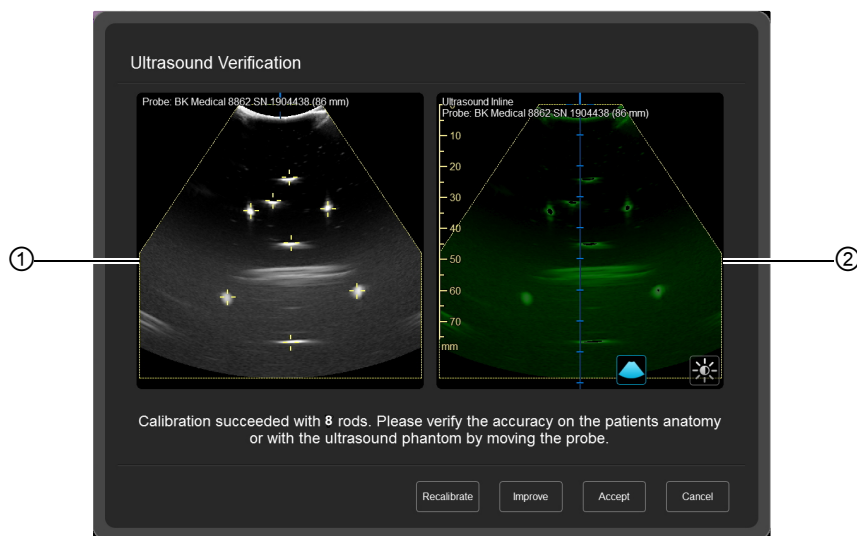 Ultrasound Verification
Probe: BK Medical 8862 SN 1904438 (86 mm)
Ultrasound Inline
Probe: BK Medical 8862 SN 1904438 (86 mm)
0
10
20
30
40
50
60
70
mm
1
2
Calibration succeeded with 8 rods. Please verify the accuracy on the patients anatomy
or with the ultrasound phantom by moving the probe.
Recalibrate
Improve
Accept
Cancel